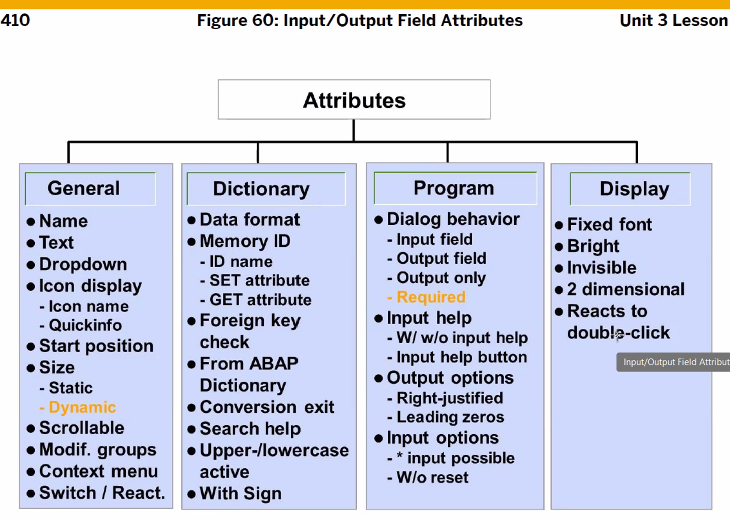 410
Figure 60: Input/Output Field Attributes
Unit 3 Lesson
Attributes
General
● Name
● Text
● Dropdown
● Icon display
- Icon name
- Quickinfo
● Start position
● Size
- Static
- Dynamic
● Scrollable
● Modif. groups
● Context menu
● Switch / React.
Dictionary
● Data format
● Memory ID
- ID name
- SET attribute
- GET attribute
● Foreign key
check
● From ABAP
Dictionary
● Conversion exit
● Search help
● Upper-/lowercase
active
● With Sign
Program
● Dialog behavior
- Input field
- Output field
- Output only
- Required
● Input help
- W/ w/o input help
- Input help button
● Output options
- Right-justified
- Leading zeros
● Input options
- * input possible
- W/o reset
Display
● Fixed font
● Bright
● Invisible
● 2 dimensional
● Reacts to
double-click
Input/Output Field Attribut